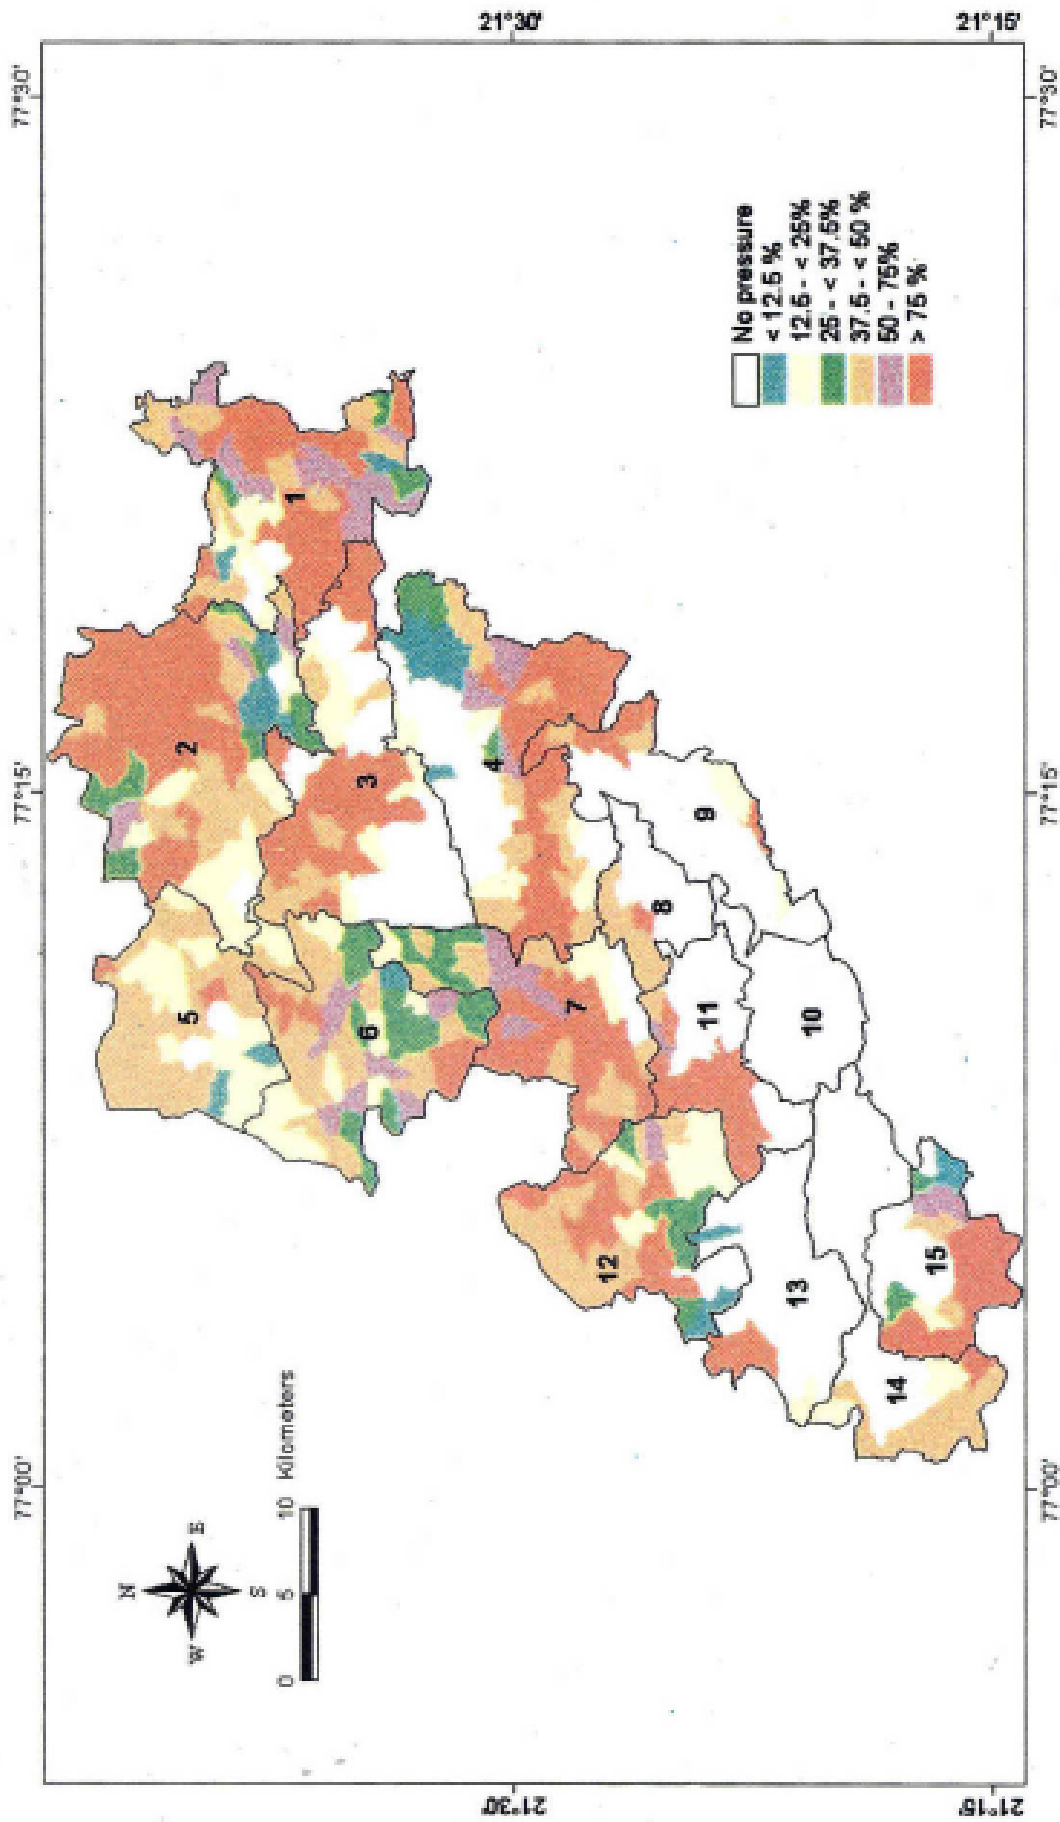 77°00'
77°15'
77°30'
21°30'
21°15'
21°30'
21°15'
N
W
E
S
0
5
10
Kilometers
1
2
3
4
5
6
7
8
9
10
11
12
13
14
15
No pressure
< 12.5 %
12.5 - < 25%
25 - < 37.5%
37.5 - < 50 %
50 - 75%
> 75 %
77°00'
77°15'
77°30'